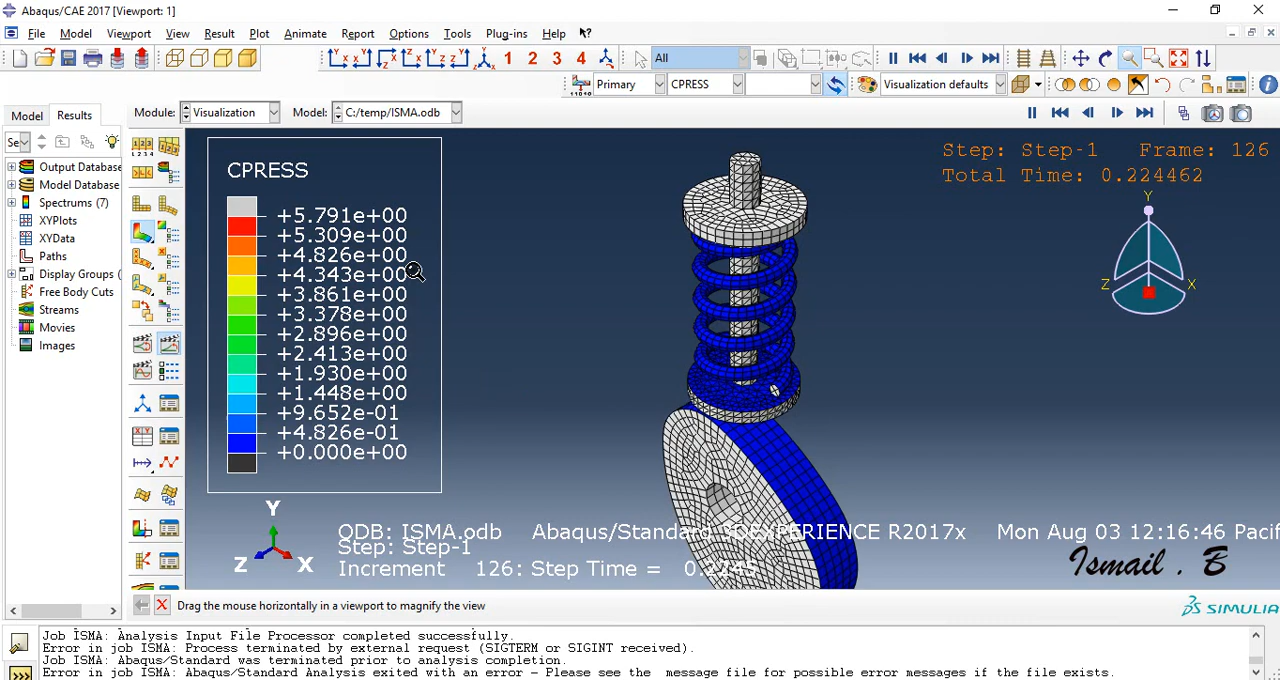 Abaqus/CAE 2017 [Viewport: 1]
File Model Viewport View Result Plot Animate Report Options Tools Plug-ins Help
1 2 3 4 All
Primary CPRESS Visualization defaults
Model Results Module: Visualization Model: C:/temp/ISMA.odb
Se
Output Database
Model Database
Spectrums (7)
XYPlots
XYData
Paths
Display Groups (
Free Body Cuts
Streams
Movies
Images
CPRESS
+5.791e+00
+5.309e+00
+4.826e+00
+4.343e+00
+3.861e+00
+3.378e+00
+2.896e+00
+2.413e+00
+1.930e+00
+1.448e+00
+9.652e-01
+4.826e-01
+0.000e+00
Step: Step-1 Frame: 126
Total Time: 0.224462
Y
Z X
Y
Z X
ODB: ISMA.odb Abaqus/Standard 3DEXPERIENCE R2017x Mon Aug 03 12:16:46 Pacif
Step: Step-1
Increment 126: Step Time = 0.2245
Ismail . B
Drag the mouse horizontally in a viewport to magnify the view
SIMULIA
Job ISMA: Analysis Input File Processor completed successfully.
Error in job ISMA: Process terminated by external request (SIGTERM or SIGINT received).
Job ISMA: Abaqus/Standard was terminated prior to analysis completion.
Error in job ISMA: Abaqus/Standard Analysis exited with an error - Please see the message file for possible error messages if the file exists.
>>>